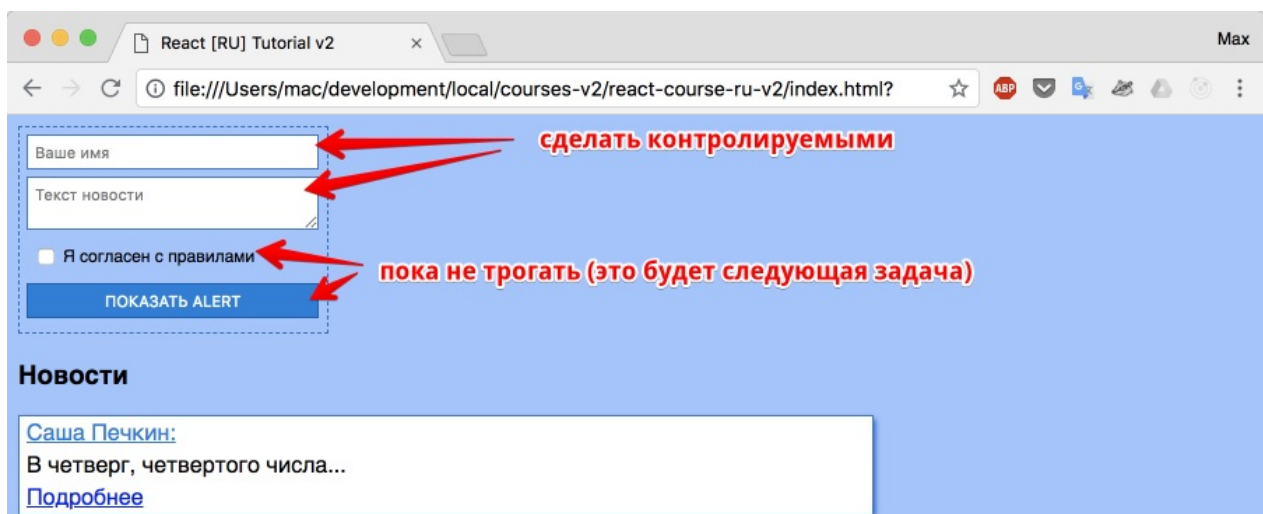 React [RU] Tutorial v2
Max
file:///Users/mac/development/local/courses-v2/react-course-ru-v2/index.html?
ABP
Ваше имя
сделать контролируемыми
Текст новости
Я согласен с правилами
пока не трогать (это будет следующая задача)
ПОКАЗАТЬ ALERT
Новости
Саша Печкин:
В четверг, четвертого числа...
Подробнее